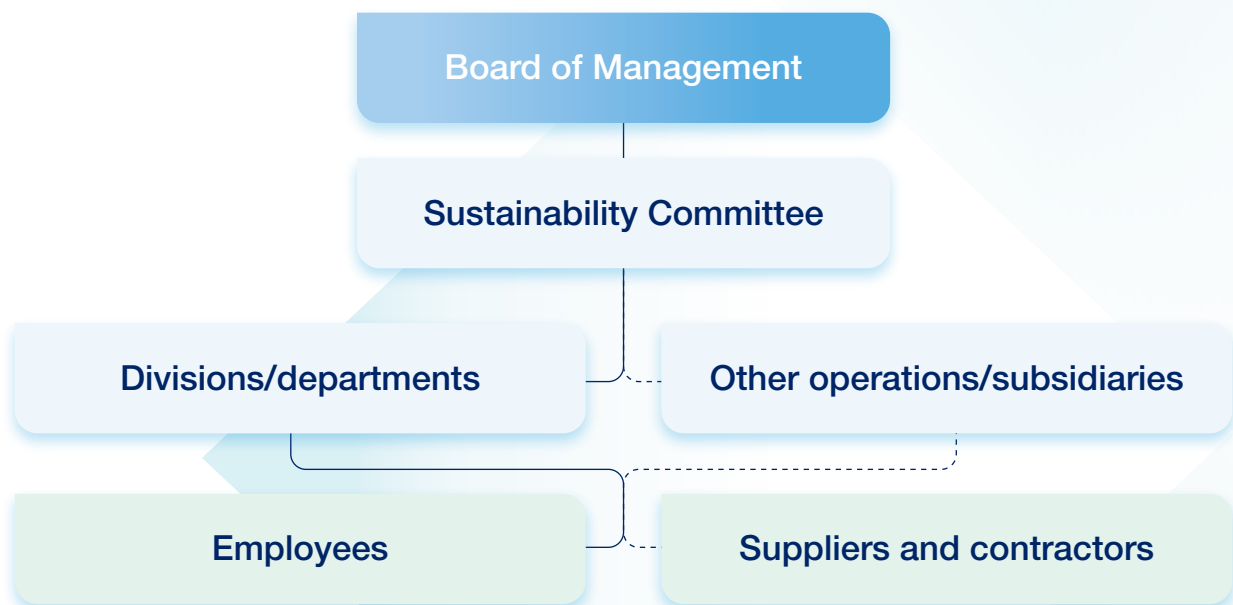 Board of Management
Sustainability Committee
Divisions/departments
Other operations/subsidiaries
Employees
Suppliers and contractors